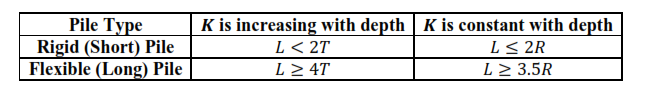 Pile Type K is increasing with depth K is constant with depth
Rigid (Short) Pile L < 2T L ≤ 2R
Flexible (Long) Pile L ≥ 4T L ≥ 3.5R